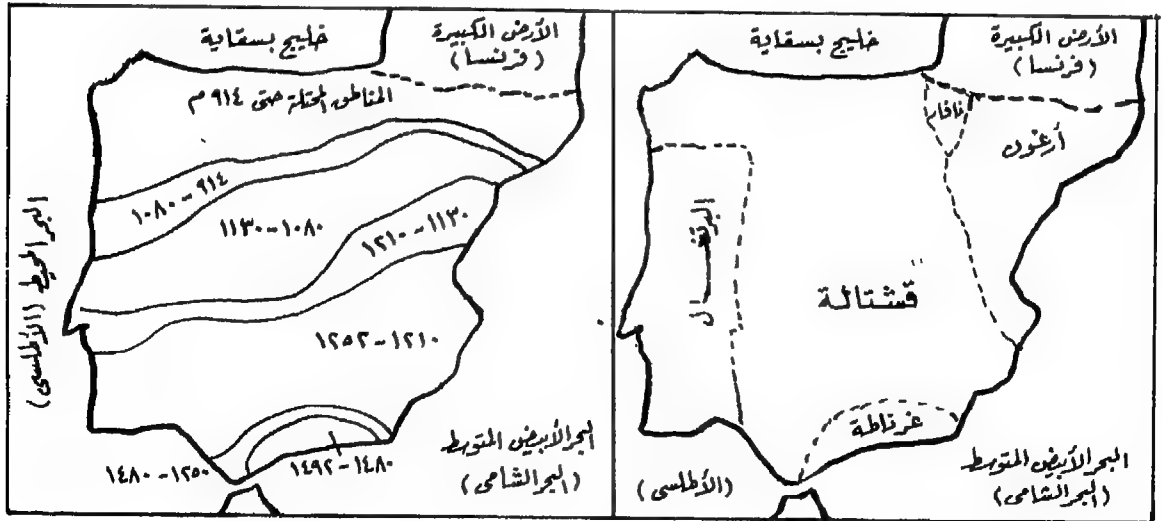 خليج بسقاية
الأرض الكبيرة
(فرنسا)
نافار
أرغون
البرتغـــال
قشتالة
غرناطة
(الأطلسي)
البحر الأبيض المتوسط
(البحر الشامي)
خليج بسقاية
الأرض الكبيرة
(فرنسا)
المناطق المحتلة حتى ٩١٤ م
٩١٤-١٠٨٠
١٠٨٠-١١٣٠
١١٣٠-١٢١٠
١٢١٠-١٢٥٢
البحر المحيط (الأطلسي)
١٢٥٠-١٤٨٠
١٤٨٠-١٤٩٢
البحر الأبيض المتوسط
(البحر الشامي)